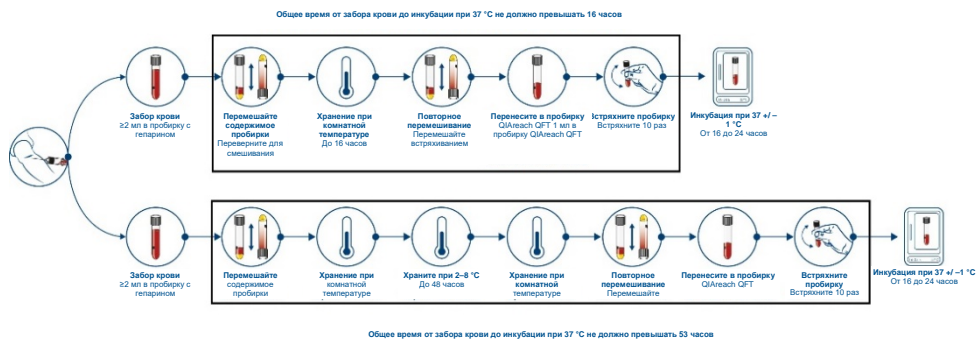 Общее время от забора крови до инкубации при 37 °C не должно превышать 16 часов
Забор крови
≥2 мл в пробирку с
гепарином
Перемешайте
содержимое
пробирки
Переверните для
смешивания
Хранение при
комнатной
температуре
До 16 часов
Повторное
перемешивание
Перемешайте
встряхиванием
Перенесите в пробирку
QIAreach QFT 1 мл в
пробирку QIAreach QFT
Встряхните пробирку
Встряхните 10 раз
Инкубация при 37 +/ –
1 °C
От 16 до 24 часов
Забор крови
≥2 мл в пробирку с
гепарином
Перемешайте
содержимое
пробирки
Хранение при
комнатной
температуре
Храните при 2–8 °C
До 48 часов
Хранение при
комнатной
температуре
Повторное
перемешивание
Перемешайте
Перенесите в пробирку
QIAreach QFT
Встряхните
пробирку
Встряхните 10 раз
Инкубация при 37 +/ –1 °C
От 16 до 24 часов
Общее время от забора крови до инкубации при 37 °C не должно превышать 53 часов